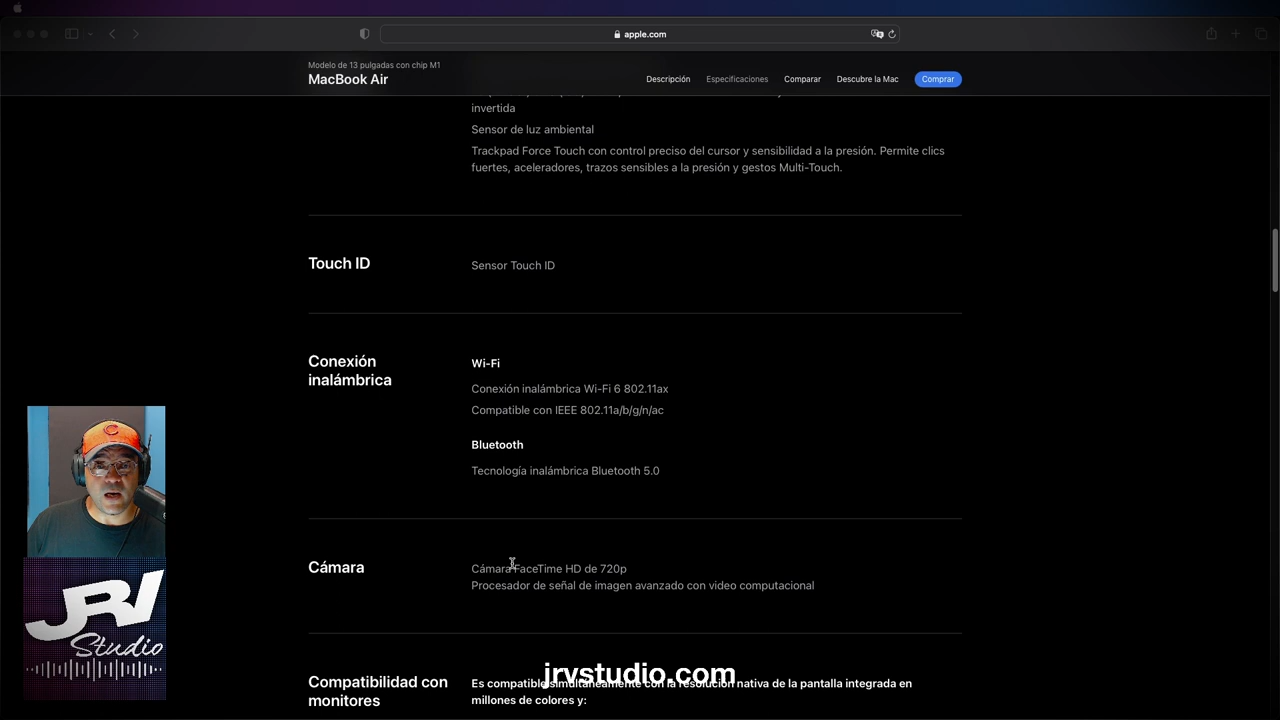 apple.com
Modelo de 13 pulgadas con chip M1
MacBook Air
Descripción
Especificaciones
Comparar
Descubre la Mac
Comprar
invertida
Sensor de luz ambiental
Trackpad Force Touch con control preciso del cursor y sensibilidad a la presión. Permite clics
fuertes, aceleradores, trazos sensibles a la presión y gestos Multi-Touch.
Touch ID
Sensor Touch ID
Conexión
inalámbrica
Wi-Fi
Conexión inalámbrica Wi-Fi 6 802.11ax
Compatible con IEEE 802.11a/b/g/n/ac
Bluetooth
Tecnología inalámbrica Bluetooth 5.0
Cámara
Cámara FaceTime HD de 720p
Procesador de señal de imagen avanzado con video computacional
JRV
Studio
jrvstudio.com
Compatibilidad con
monitores
Es compatible simultáneamente con la resolución nativa de la pantalla integrada en
millones de colores y: